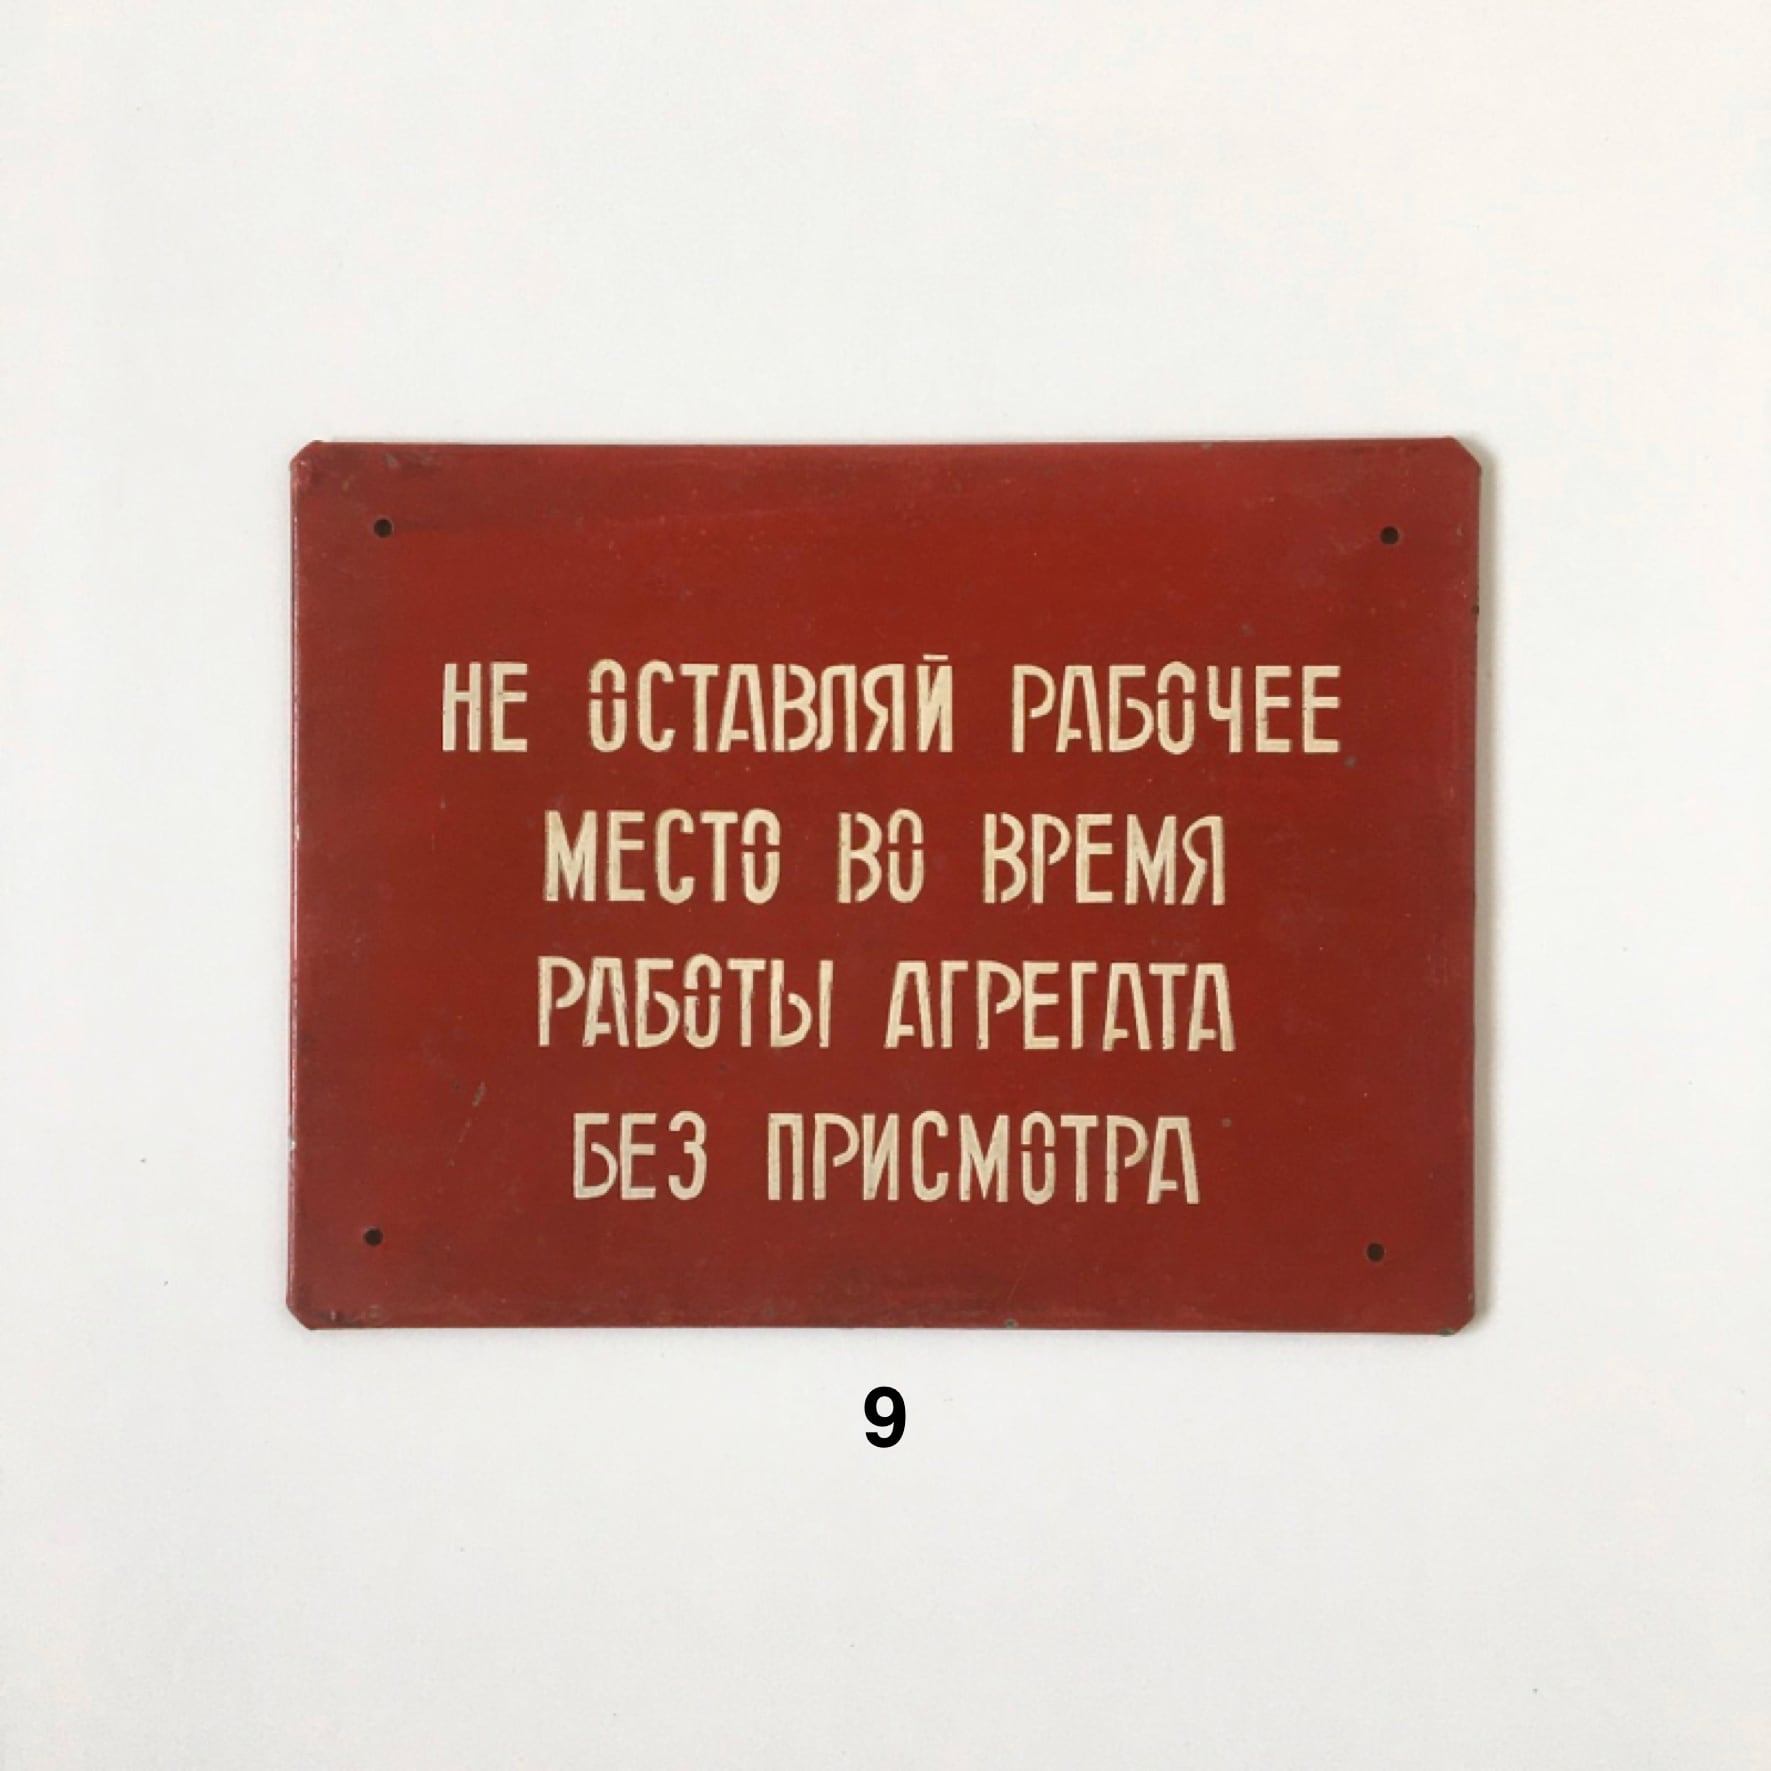 НЕ ОСТАВЛЯЙ РАБОЧЕЕ
МЕСТО ВО ВРЕМЯ
РАБОТЫ АГРЕГАТА
БЕЗ ПРИСМОТРА
9